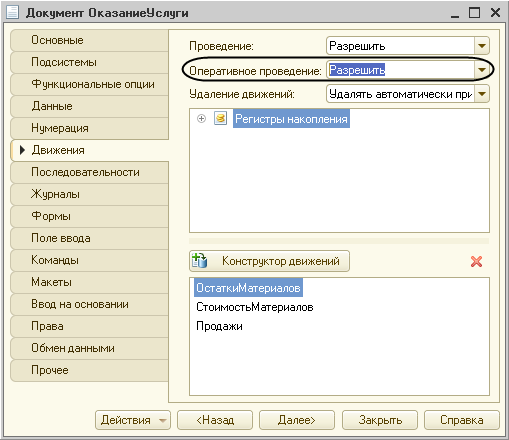 Документ ОказаниеУслуги
Основные
Подсистемы
Функциональные опции
Данные
Нумерация
Движения
Последовательности
Журналы
Формы
Поле ввода
Команды
Макеты
Ввод на основании
Права
Обмен данными
Прочее
Проведение: Разрешить
Оперативное проведение: Разрешить
Удаление движений: Удалять автоматически при
Регистры накопления
Конструктор движений
ОстаткиМатериалов
СтоимостьМатериалов
Продажи
Действия <Назад Далее> Закрыть Справка